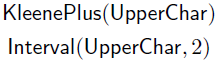 KleenePlus(UpperChar)
Interval(UpperChar, 2)